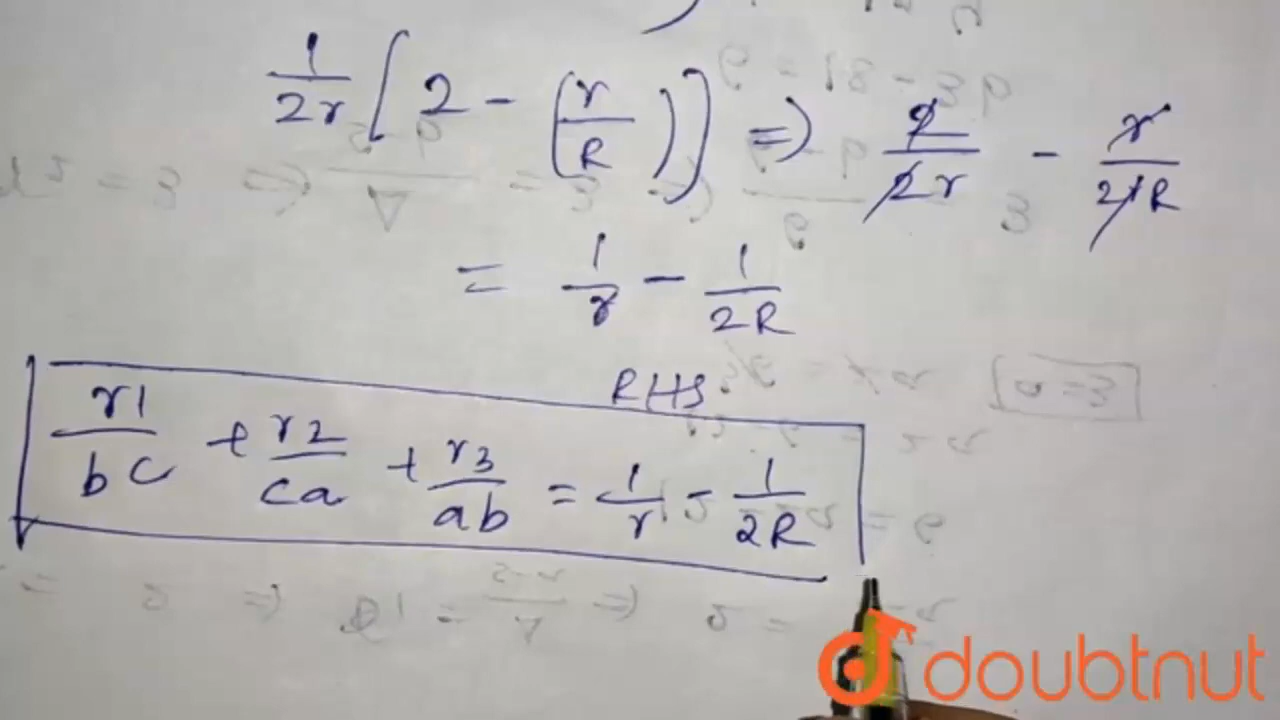 1/2r [ 2 - (r/R) ] => 2/2r - r/2rR
= 1/r - 1/2R
RHS.
r1/bc + r2/ca + r3/ab = 1/r - 1/2R
doubtnut